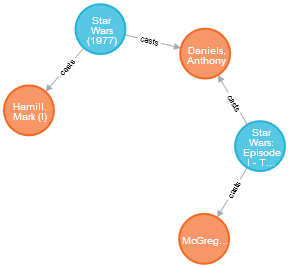 Star
Wars
(1977)
casts
casts
Daniels,
Anthony
Hamill,
Mark (I)
casts
Star
Wars:
Episode
I - T...
casts
McGreg...